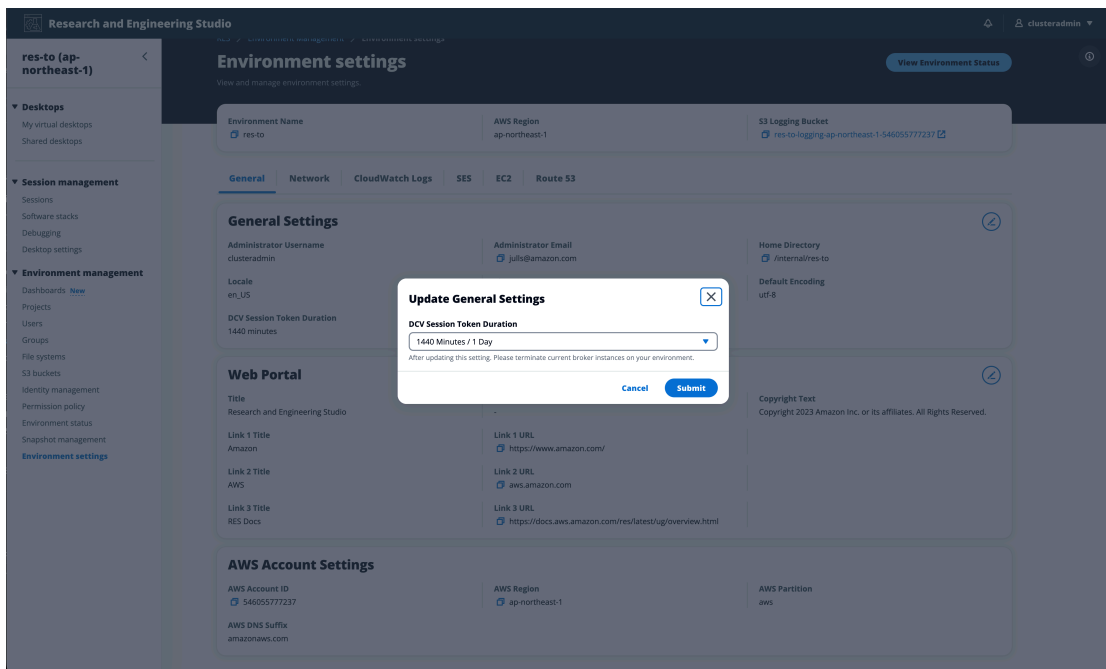 Research and Engineering Studio
clusteradmin
res-to (ap-northeast-1)
RES > Environment Management > Environment settings
Environment settings
View Environment Status
View and manage environment settings.
Desktops
My virtual desktops
Shared desktops
Session management
Sessions
Software stacks
Debugging
Desktop settings
Environment management
Dashboards New
Projects
Users
Groups
File systems
S3 buckets
Identity management
Permission policy
Environment status
Snapshot management
Environment settings
Environment Name
res-to
AWS Region
ap-northeast-1
S3 Logging Bucket
res-to-logging-ap-northeast-1-546055777237
General Network CloudWatch Logs SES EC2 Route 53
General Settings
Administrator Username
clusteradmin
Administrator Email
julls@amazon.com
Home Directory
/internal/res-to
Locale
en_US
Default Encoding
utf-8
DCV Session Token Duration
1440 minutes
Update General Settings
DCV Session Token Duration
1440 Minutes / 1 Day
After updating this setting. Please terminate current broker instances on your environment.
Cancel Submit
Web Portal
Title
Research and Engineering Studio
-
Copyright Text
Copyright 2023 Amazon Inc. or its affiliates. All Rights Reserved.
Link 1 Title
Amazon
Link 1 URL
https://www.amazon.com/
Link 2 Title
AWS
Link 2 URL
aws.amazon.com
Link 3 Title
RES Docs
Link 3 URL
https://docs.aws.amazon.com/res/latest/ug/overview.html
AWS Account Settings
AWS Account ID
546055777237
AWS Region
ap-northeast-1
AWS Partition
aws
AWS DNS Suffix
amazonaws.com